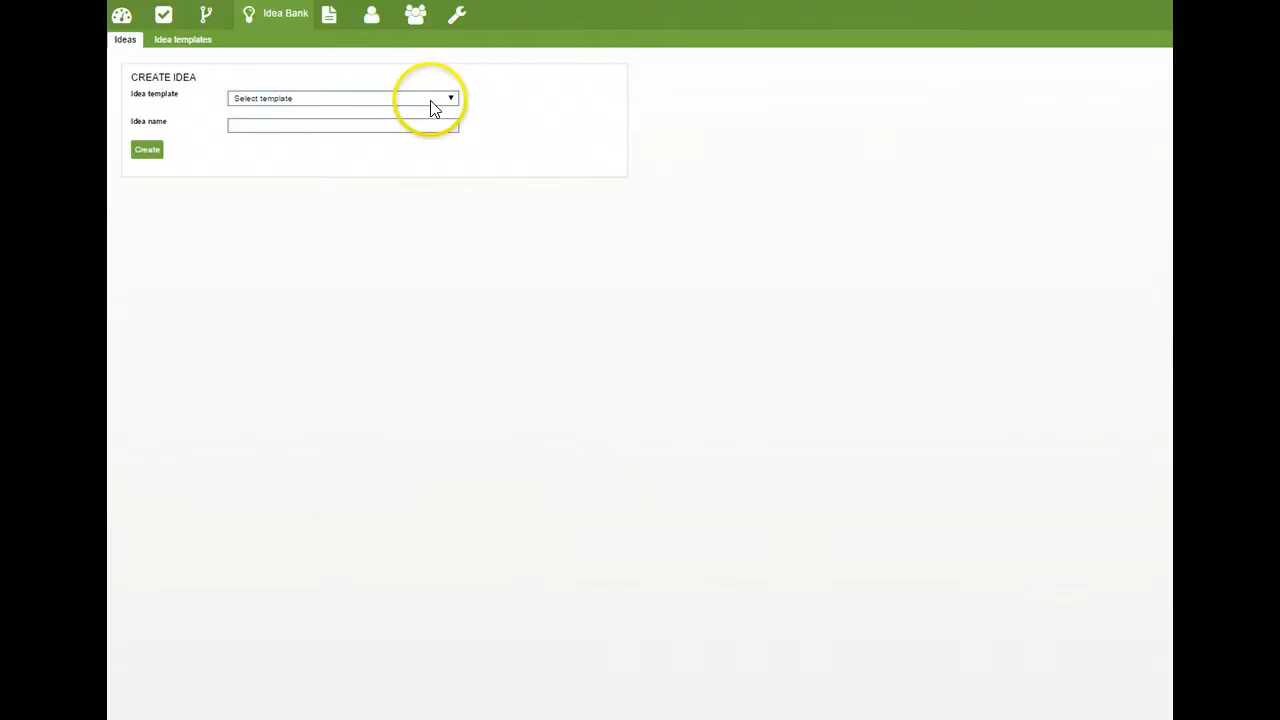 Idea Bank
Ideas Idea templates
CREATE IDEA
Idea template Select template
Idea name
Create